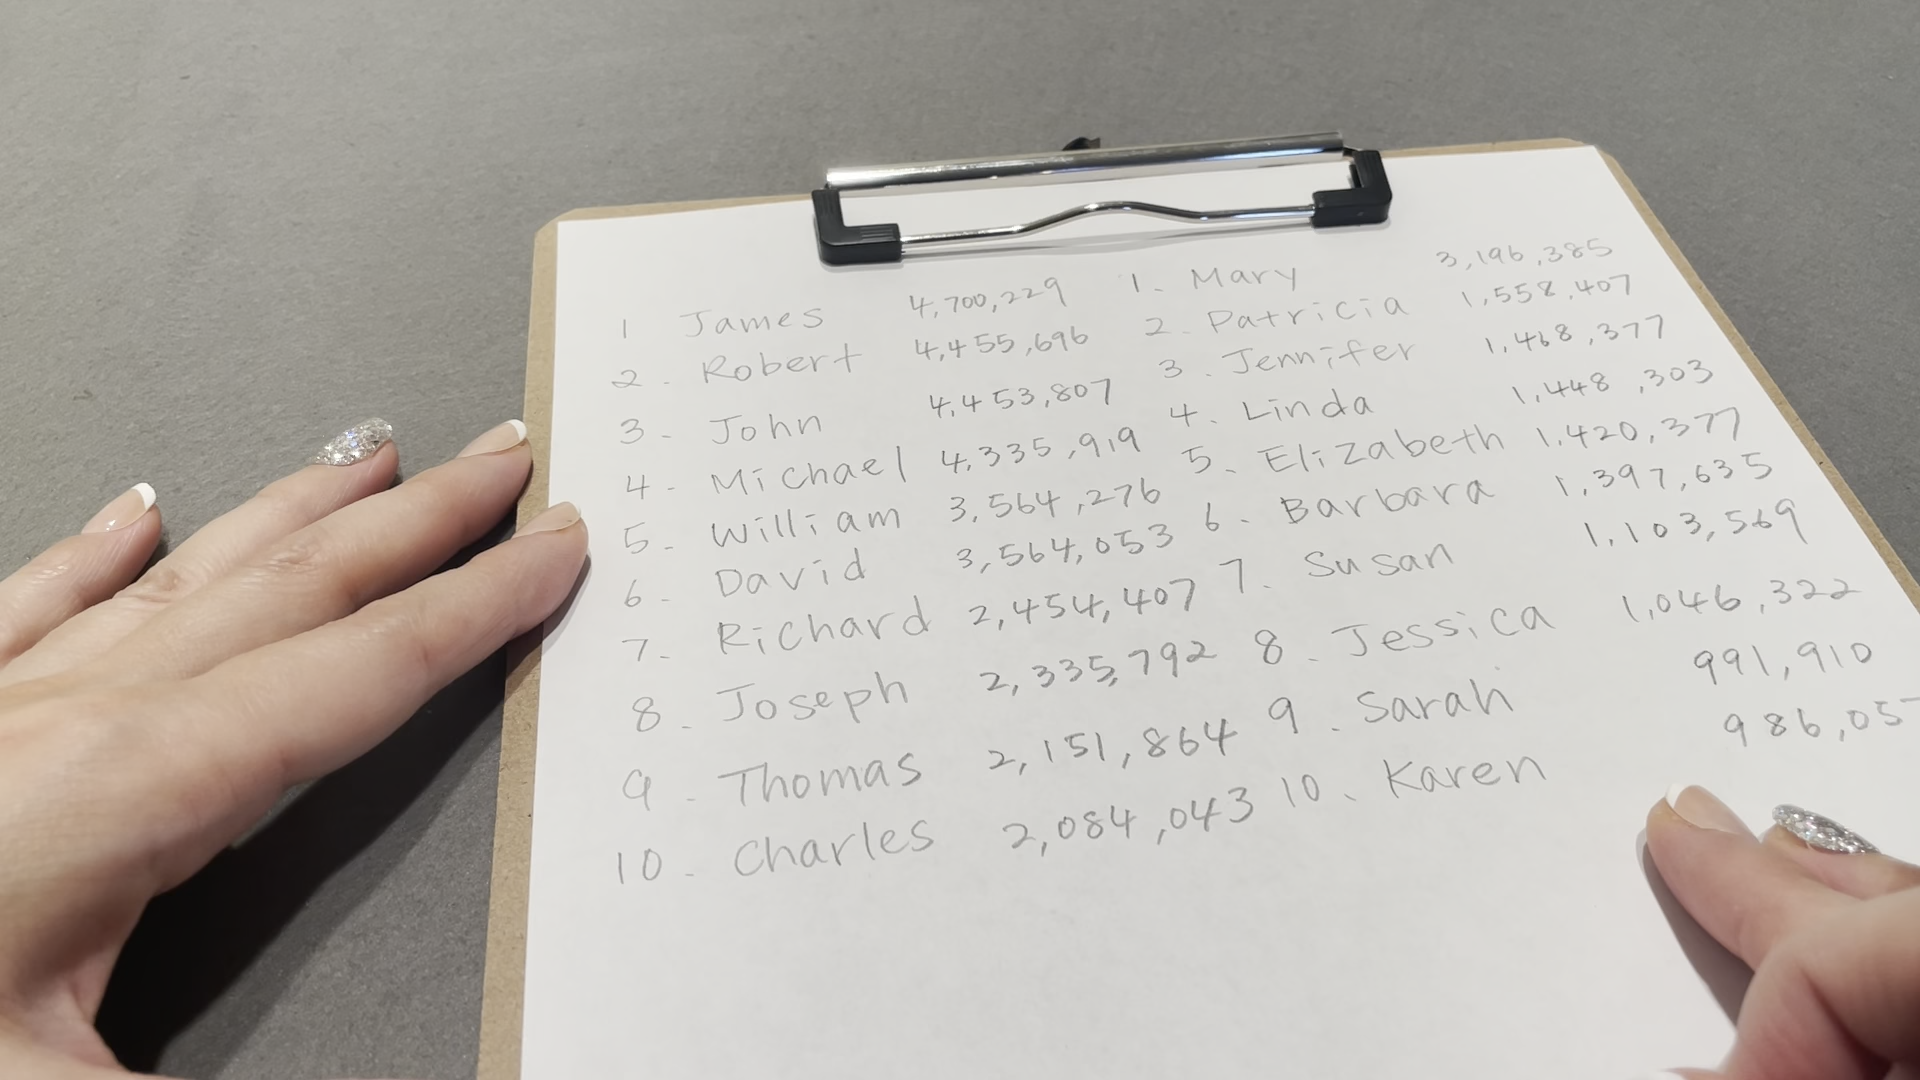 1 James 4,700,229 1. Mary 3,196,385
2. Robert 4,455,696 2. Patricia 1,558,407
3. John 4,453,807 3. Jennifer 1,468,377
4. Michael 4,335,919 4. Linda 1,448,303
5. William 3,564,276 5. Elizabeth 1,420,377
6. David 3,564,053 6. Barbara 1,397,635
7. Richard 2,454,407 7. Susan 1,103,569
8. Joseph 2,335,792 8. Jessica 1,046,322
9. Thomas 2,151,864 9. Sarah 991,910
10. Charles 2,084,043 10. Karen